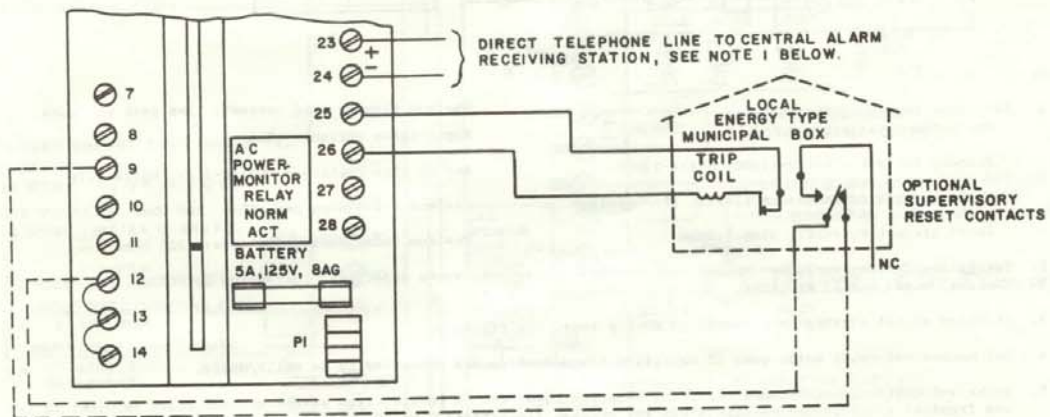 7
8
9
10
11
12
13
14
AC
POWER-
MONITOR
RELAY
NORM
ACT
BATTERY
5A,125V, 8AG
P1
23
+
−
24
25
26
27
28
DIRECT TELEPHONE LINE TO CENTRAL ALARM
RECEIVING STATION, SEE NOTE 1 BELOW.
LOCAL
ENERGY TYPE
MUNICIPAL BOX
TRIP
COIL
OPTIONAL
SUPERVISORY
RESET CONTACTS
NC